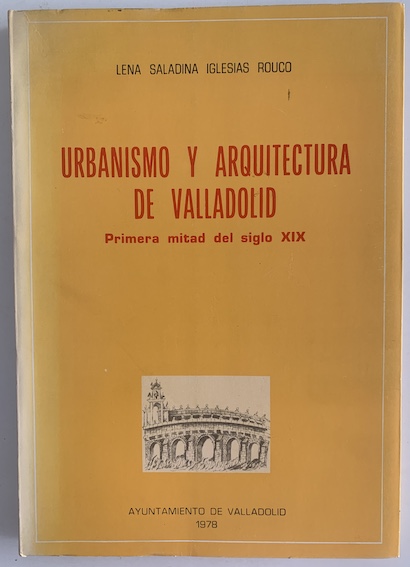 LENA SALADINA IGLESIAS ROUCO
URBANISMO Y ARQUITECTURA
DE VALLADOLID
Primera mitad del siglo XIX
AYUNTAMIENTO DE VALLADOLID
1978